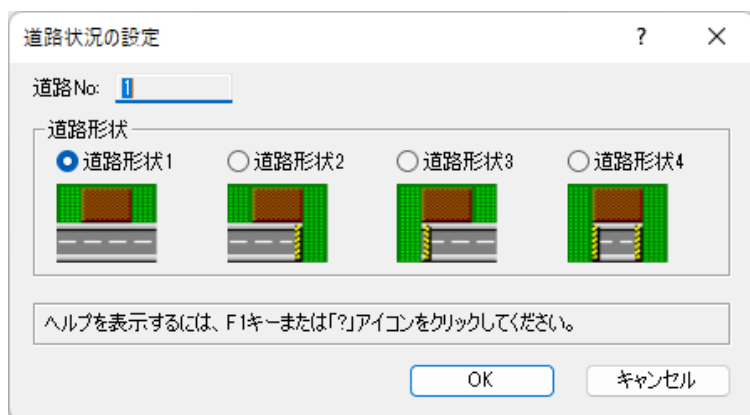 道路状況の設定
?
道路No: 1
道路形状
道路形状1 道路形状2 道路形状3 道路形状4
ヘルプを表示するには、F1キーまたは「?」アイコンをクリックしてください。
OK キャンセル